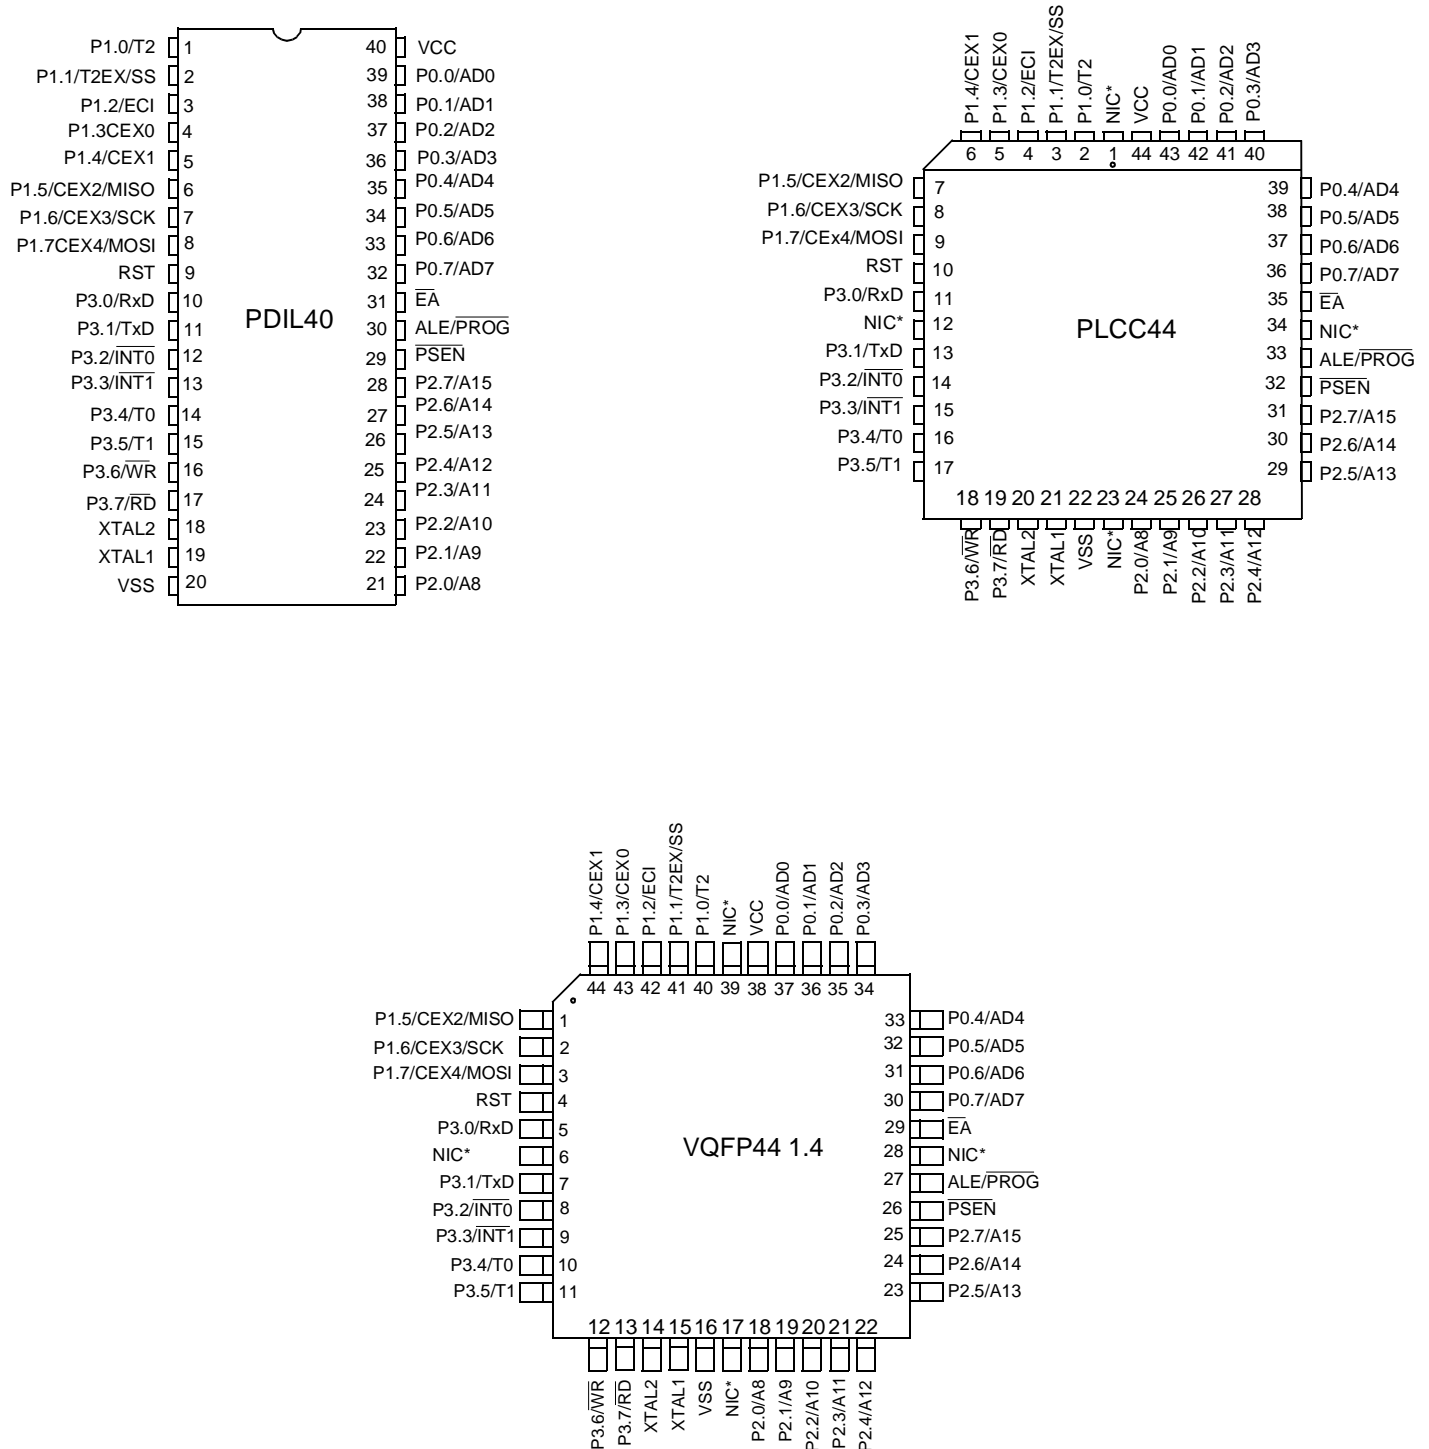 P1.0/T2 1 40 VCC
P1.1/T2EX/SS 2 39 P0.0/AD0
P1.2/ECI 3 38 P0.1/AD1
P1.3CEX0 4 37 P0.2/AD2
P1.4/CEX1 5 36 P0.3/AD3
P1.5/CEX2/MISO 6 35 P0.4/AD4
P1.6/CEX3/SCK 7 34 P0.5/AD5
P1.7CEX4/MOSI 8 33 P0.6/AD6
RST 9 32 P0.7/AD7
P3.0/RxD 10 31 EA
PDIL40
P3.1/TxD 11 30 ALE/PROG
P3.2/INT0 12 29 PSEN
P3.3/INT1 13 28 P2.7/A15
P3.4/T0 14 27 P2.6/A14
P3.5/T1 15 26 P2.5/A13
P3.6/WR 16 25 P2.4/A12
P3.7/RD 17 24 P2.3/A11
XTAL2 18 23 P2.2/A10
XTAL1 19 22 P2.1/A9
VSS 20 21 P2.0/A8
P1.4/CEX1 P1.3/CEX0 P1.2/ECI P1.1/T2EX/SS P1.0/T2 NIC* VCC P0.0/AD0 P0.1/AD1 P0.2/AD2 P0.3/AD3
6 5 4 3 2 1 44 43 42 41 40
P1.5/CEX2/MISO 7 39 P0.4/AD4
P1.6/CEX3/SCK 8 38 P0.5/AD5
P1.7/CEx4/MOSI 9 37 P0.6/AD6
RST 10 36 P0.7/AD7
P3.0/RxD 11 35 EA
NIC* 12 34 NIC*
PLCC44
P3.1/TxD 13 33 ALE/PROG
P3.2/INT0 14 32 PSEN
P3.3/INT1 15 31 P2.7/A15
P3.4/T0 16 30 P2.6/A14
P3.5/T1 17 29 P2.5/A13
18 19 20 21 22 23 24 25 26 27 28
P3.6/WR P3.7/RD XTAL2 XTAL1 VSS NIC* P2.0/A8 P2.1/A9 P2.2/A10 P2.3/A11 P2.4/A12
P1.4/CEX1 P1.3/CEX0 P1.2/ECI P1.1/T2EX/SS P1.0/T2 NIC* VCC P0.0/AD0 P0.1/AD1 P0.2/AD2 P0.3/AD3
44 43 42 41 40 39 38 37 36 35 34
P1.5/CEX2/MISO 1 33 P0.4/AD4
P1.6/CEX3/SCK 2 32 P0.5/AD5
P1.7/CEX4/MOSI 3 31 P0.6/AD6
RST 4 30 P0.7/AD7
P3.0/RxD 5 29 EA
NIC* 6 28 NIC*
VQFP44 1.4
P3.1/TxD 7 27 ALE/PROG
P3.2/INT0 8 26 PSEN
P3.3/INT1 9 25 P2.7/A15
P3.4/T0 10 24 P2.6/A14
P3.5/T1 11 23 P2.5/A13
12 13 14 15 16 17 18 19 20 21 22
P3.6/WR P3.7/RD XTAL2 XTAL1 VSS NIC* P2.0/A8 P2.1/A9 P2.2/A10 P2.3/A11 P2.4/A12